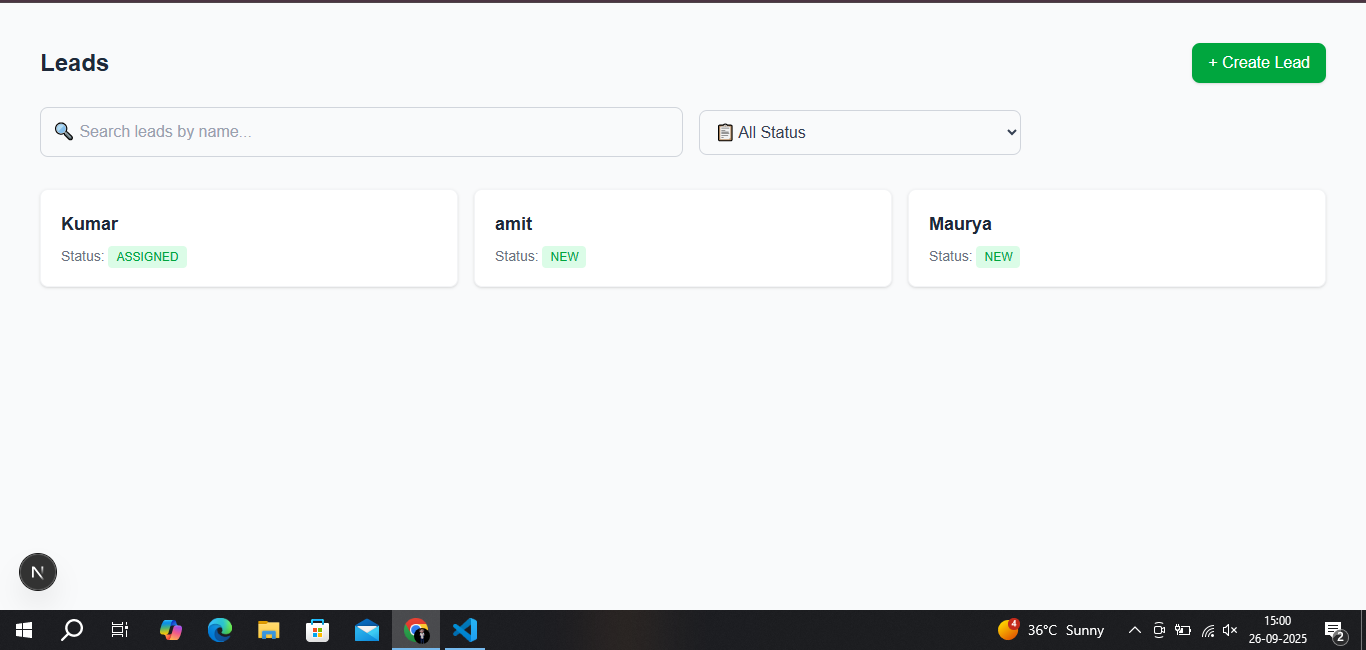 Leads
+ Create Lead
🔍 Search leads by name...
📋 All Status
Kumar
Status: ASSIGNED
amit
Status: NEW
Maurya
Status: NEW
N
4
36°C Sunny
15:00
26-09-2025
2